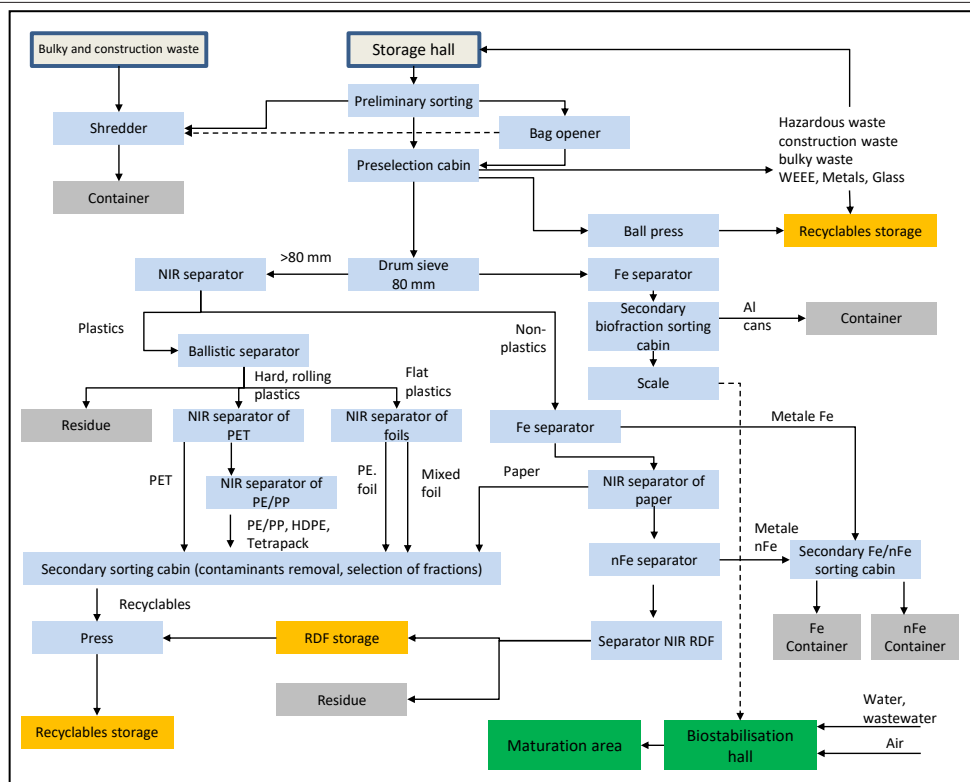 Bulky and construction waste
Storage hall
Preliminary sorting
Shredder
Bag opener
Hazardous waste
construction waste
bulky waste
WEEE, Metals, Glass
Preselection cabin
Container
Ball press
Recyclables storage
>80 mm
NIR separator
Drum sieve
80 mm
Fe separator
Plastics
Non-
plastics
Secondary
biofraction sorting
cabin
Al
cans
Container
Ballistic separator
Hard, rolling
plastics
Flat
plastics
Scale
Residue
NIR separator of
PET
NIR separator of
foils
Fe separator
Metale Fe
PET
NIR separator of
PE/PP
PE.
foil
Mixed
foil
Paper
NIR separator of
paper
PE/PP, HDPE,
Tetrapack
Metale
nFe
Secondary sorting cabin (contaminants removal, selection of fractions)
nFe separator
Secondary Fe/nFe
sorting cabin
Recyclables
Press
RDF storage
Separator NIR RDF
Fe
Container
nFe
Container
Residue
Recyclables storage
Maturation area
Biostabilisation
hall
Water,
wastewater
Air